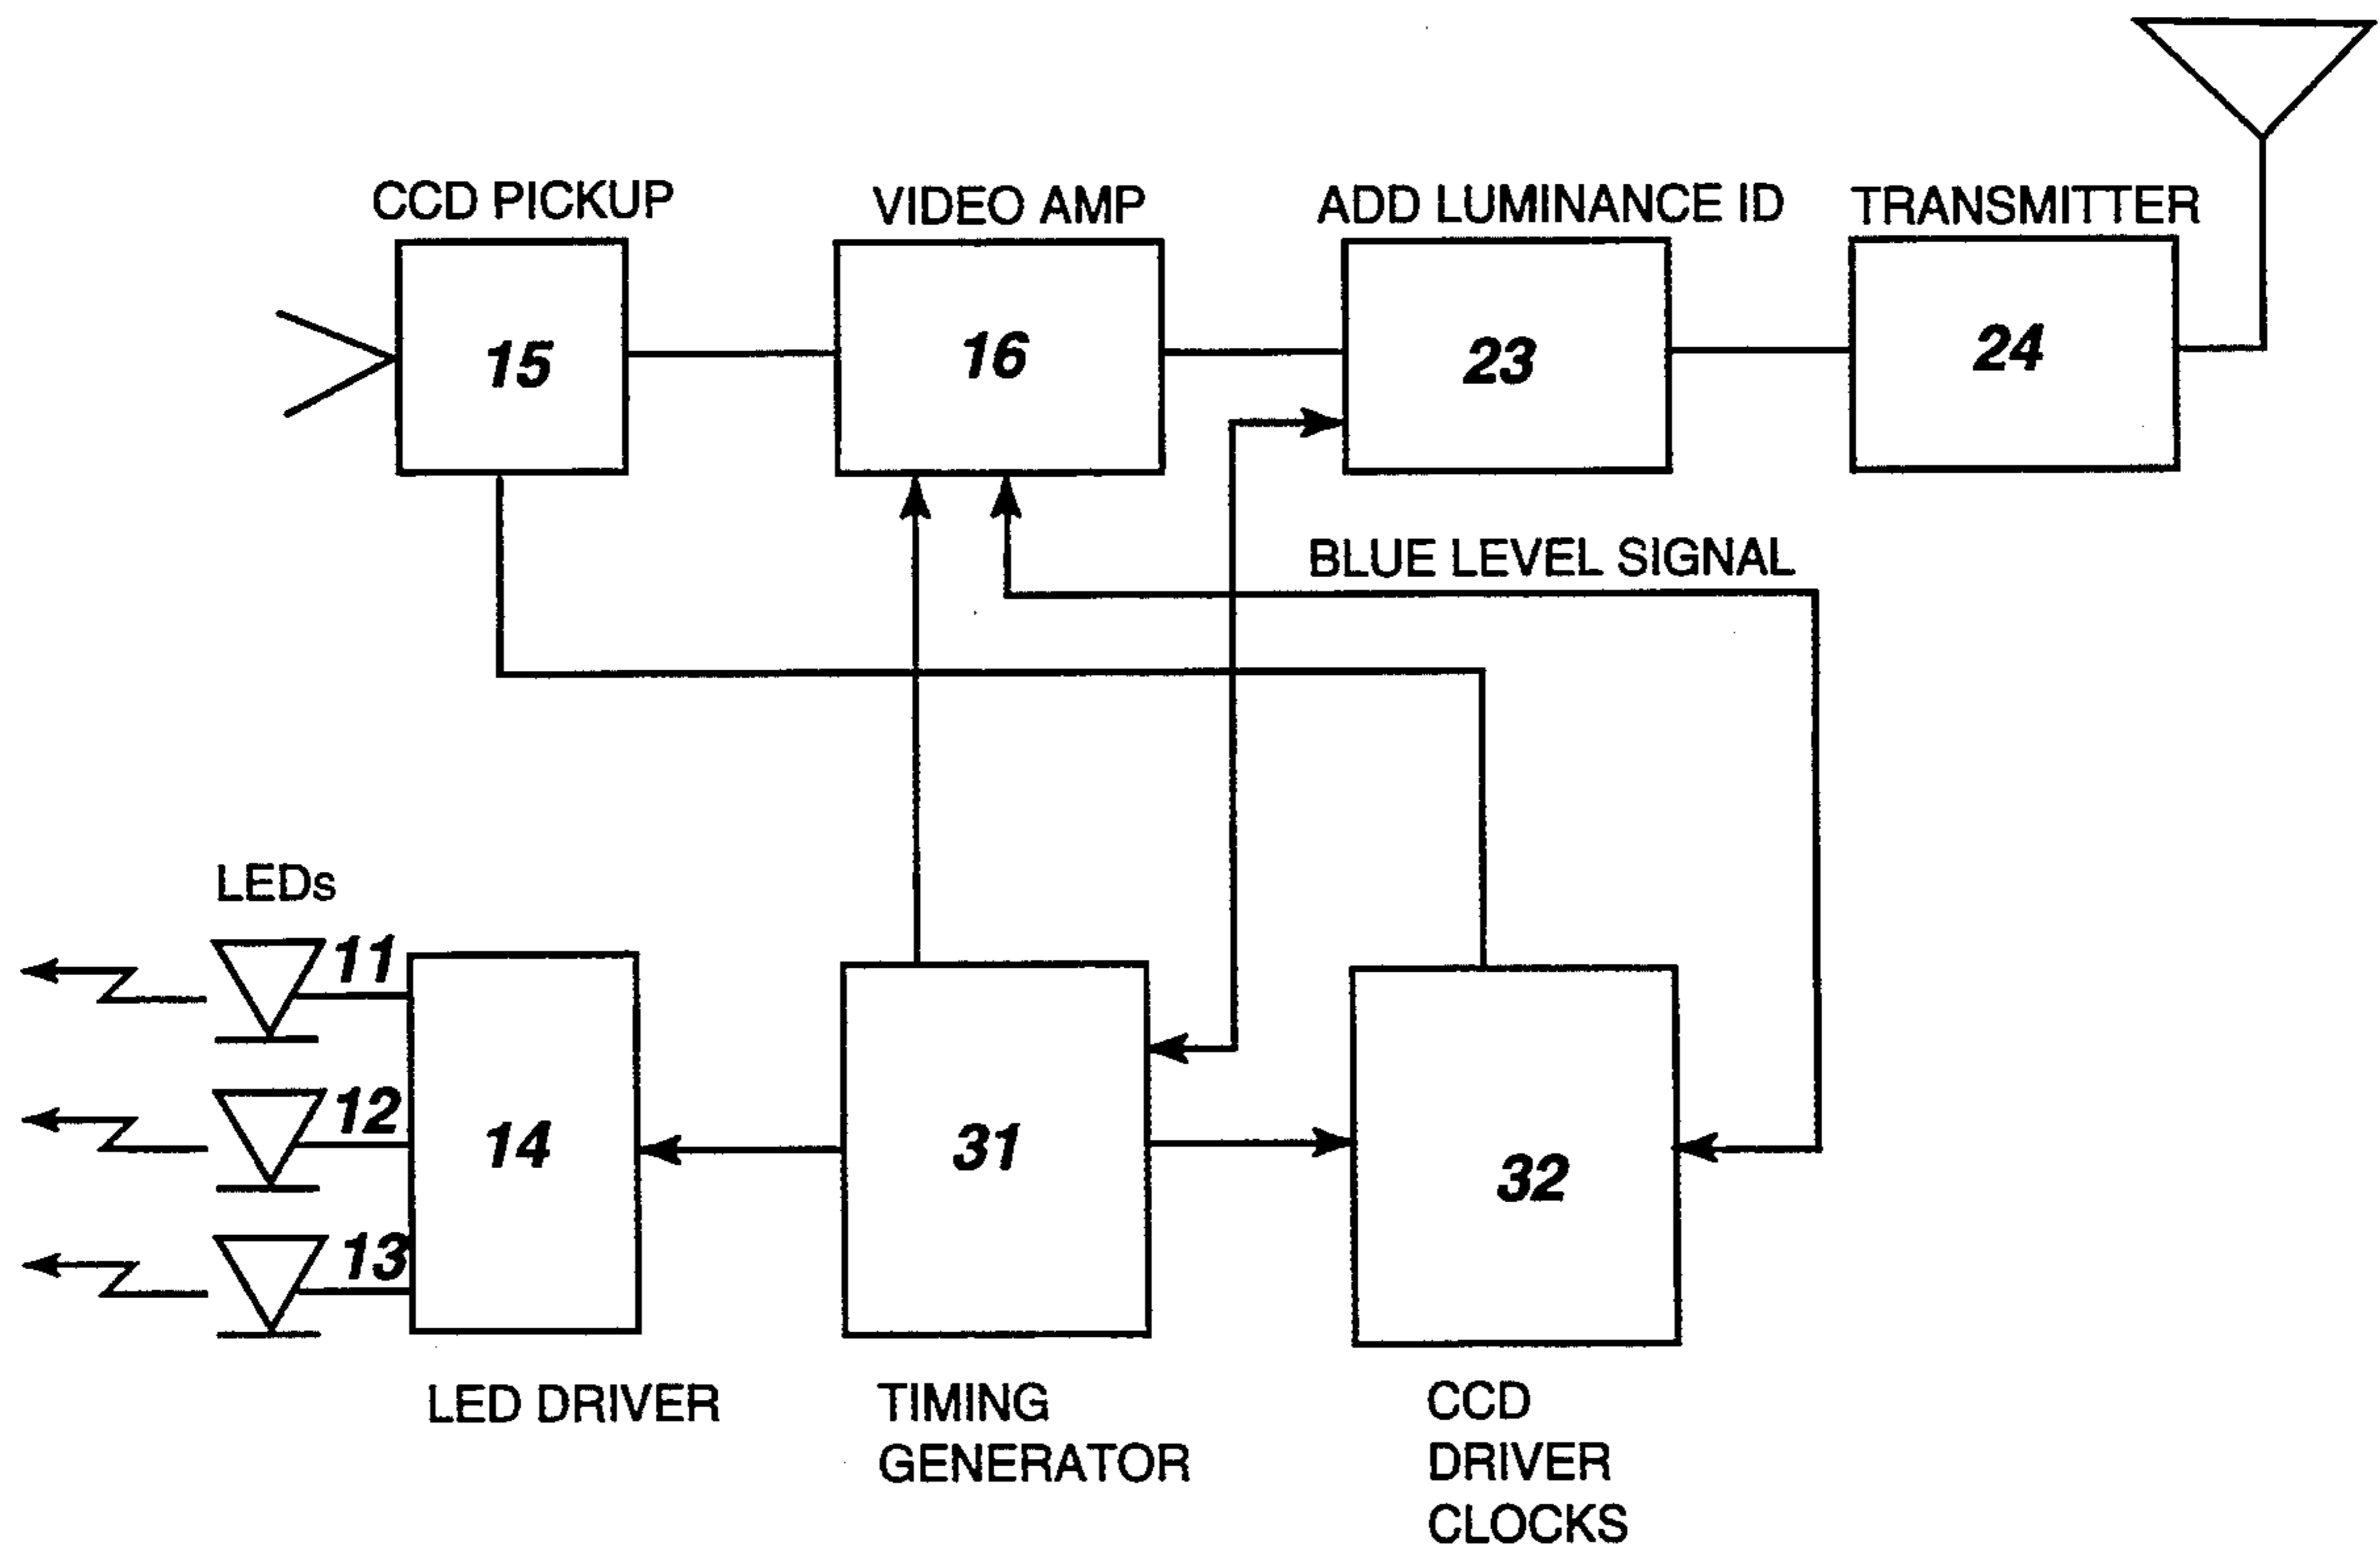 CCD PICKUP
VIDEO AMP
ADD LUMINANCE ID
TRANSMITTER
15
16
23
24
BLUE LEVEL SIGNAL
LEDs
11
12
13
14
31
32
LED DRIVER
TIMING
GENERATOR
CCD
DRIVER
CLOCKS